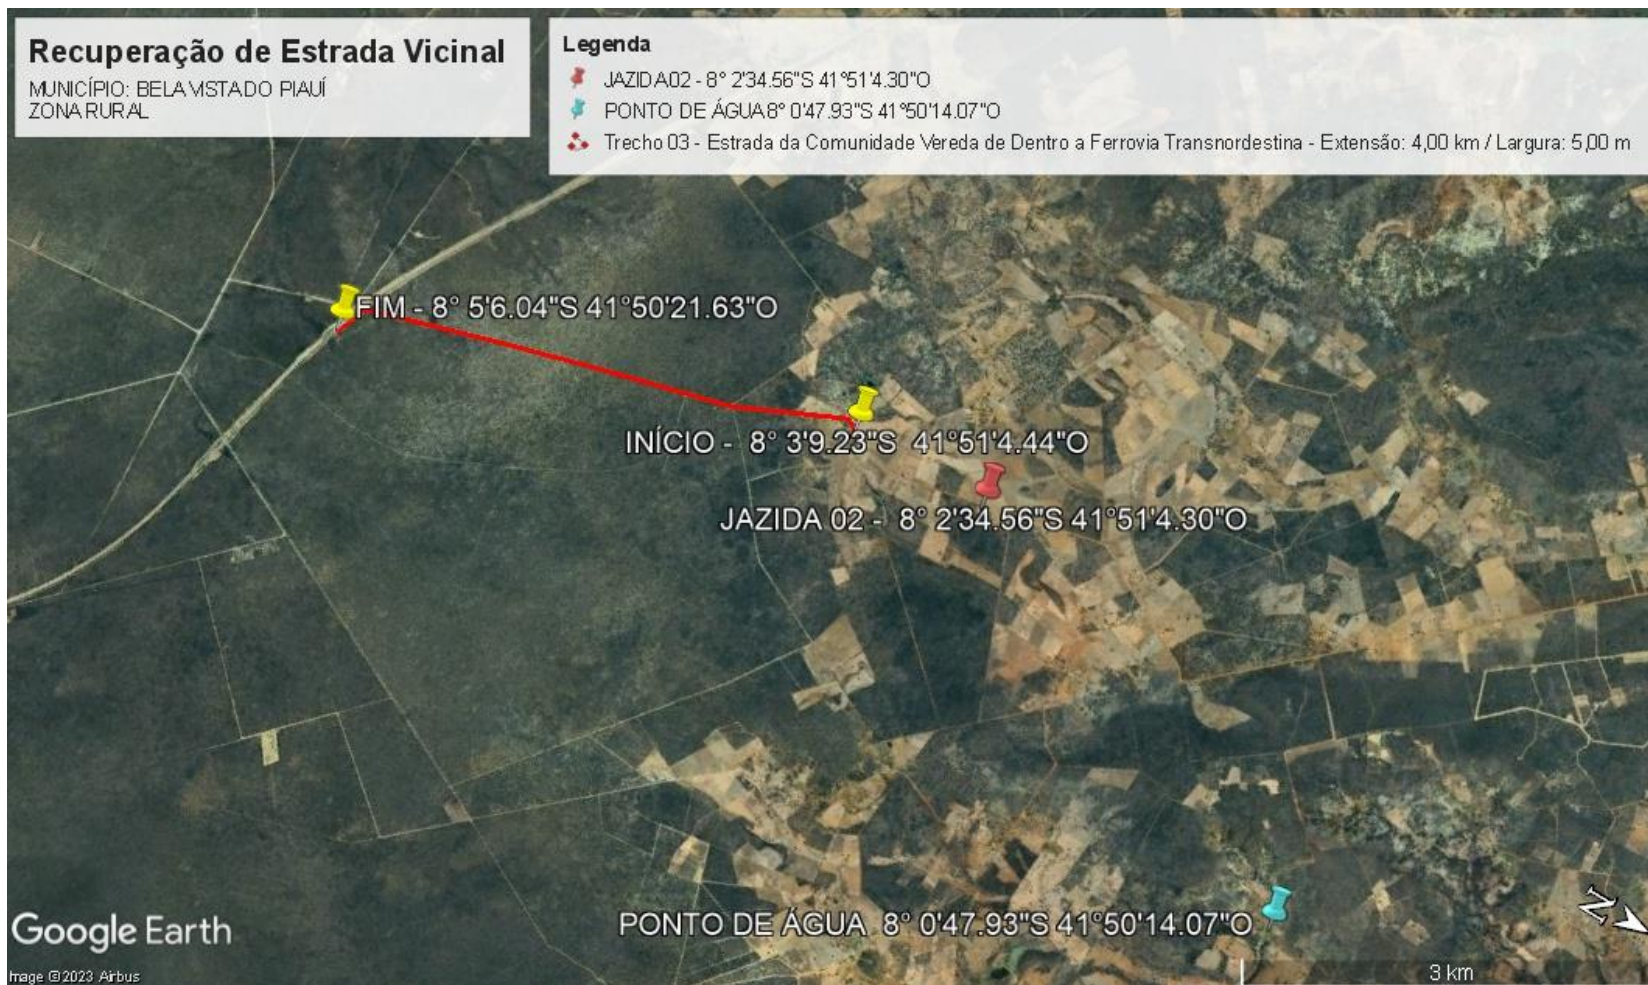 Recuperação de Estrada Vicinal
MUNICÍPIO: BELA VISTA DO PIAUÍ
ZONA RURAL
Legenda
JAZIDA 02 - 8° 2'34.56"S 41°51'4.30"O
PONTO DE ÁGUA 8° 0'47.93"S 41°50'14.07"O
Trecho 03 - Estrada da Comunidade Vereda de Dentro a Ferrovia Transnordestina - Extensão: 4,00 km / Largura: 5,00 m
FIM - 8° 5'6.04"S 41°50'21.63"O
INÍCIO - 8° 3'9.23"S 41°51'4.44"O
JAZIDA 02 - 8° 2'34.56"S 41°51'4.30"O
PONTO DE ÁGUA 8° 0'47.93"S 41°50'14.07"O
N
Google Earth
3 km
Image © 2023 Airbus